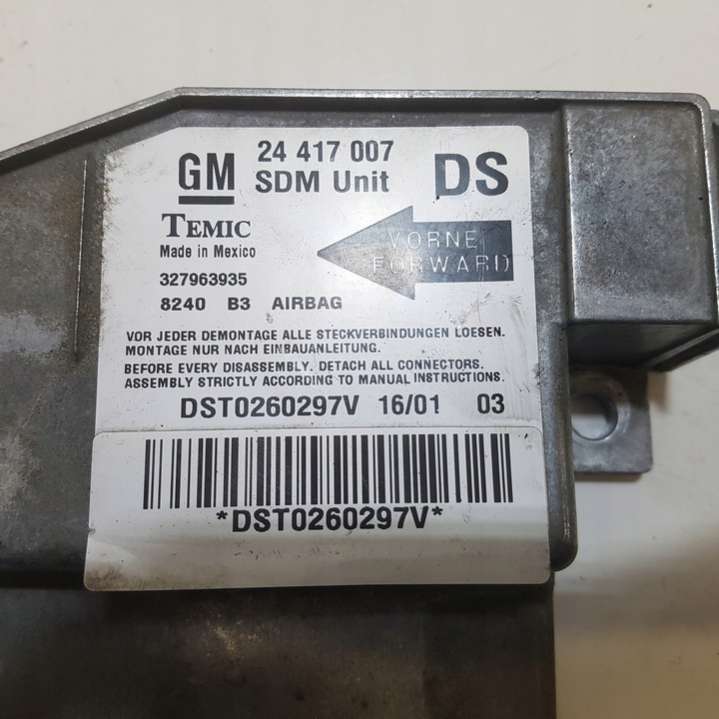 GM 24 417 007 DS
SDM Unit
TEMIC
Made in Mexico
VORNE
FORWARD
327963935
8240 B3 AIRBAG
VOR JEDER DEMONTAGE ALLE STECKVERBINDUNGEN LOESEN.
MONTAGE NUR NACH EINBAUANLEITUNG.
BEFORE EVERY DISASSEMBLY. DETACH ALL CONNECTORS.
ASSEMBLY STRICTLY ACCORDING TO MANUAL INSTRUCTIONS.
DST0260297V 16/01 03
*DST0260297V*